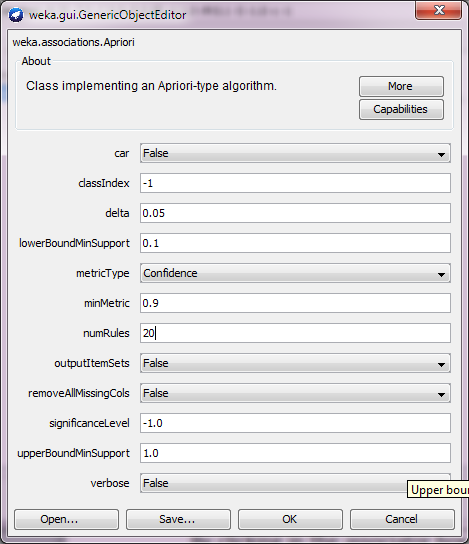 weka.gui.GenericObjectEditor
weka.associations.Apriori
About
Class implementing an Apriori-type algorithm.
More
Capabilities
car False
classIndex -1
delta 0.05
lowerBoundMinSupport 0.1
metricType Confidence
minMetric 0.9
numRules 20
outputItemSets False
removeAllMissingCols False
significanceLevel -1.0
upperBoundMinSupport 1.0
verbose False
Upper bour
Open... Save... OK Cancel